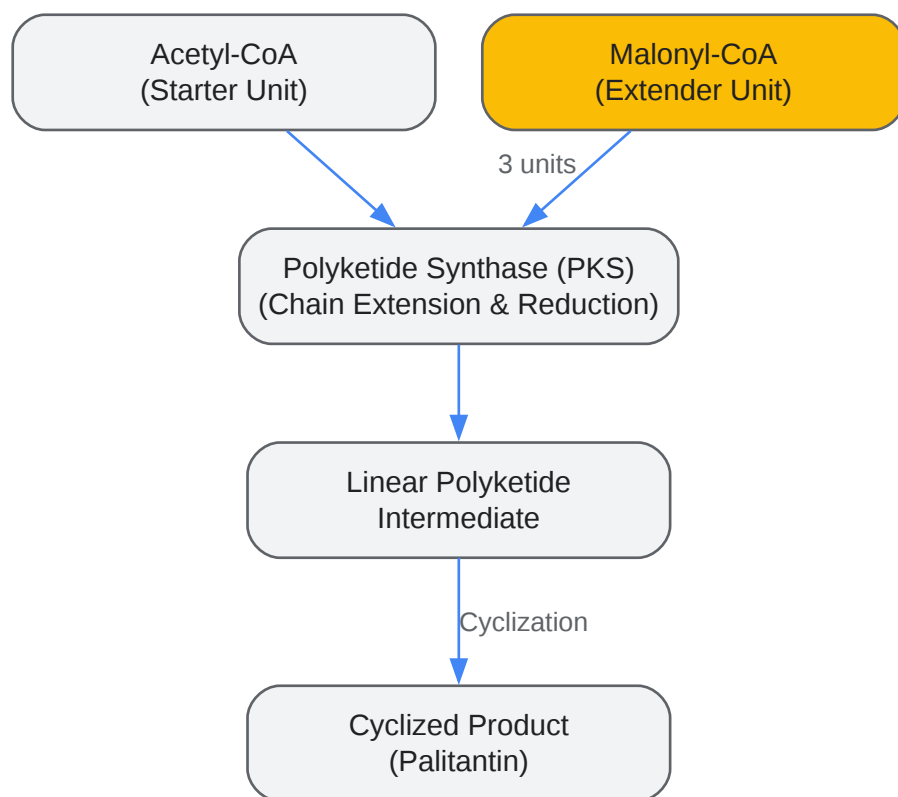 Acetyl-CoA
(Starter Unit)
Malonyl-CoA
(Extender Unit)
3 units
Polyketide Synthase (PKS)
(Chain Extension & Reduction)
Linear Polyketide
Intermediate
Cyclization
Cyclized Product
(Palitantin)